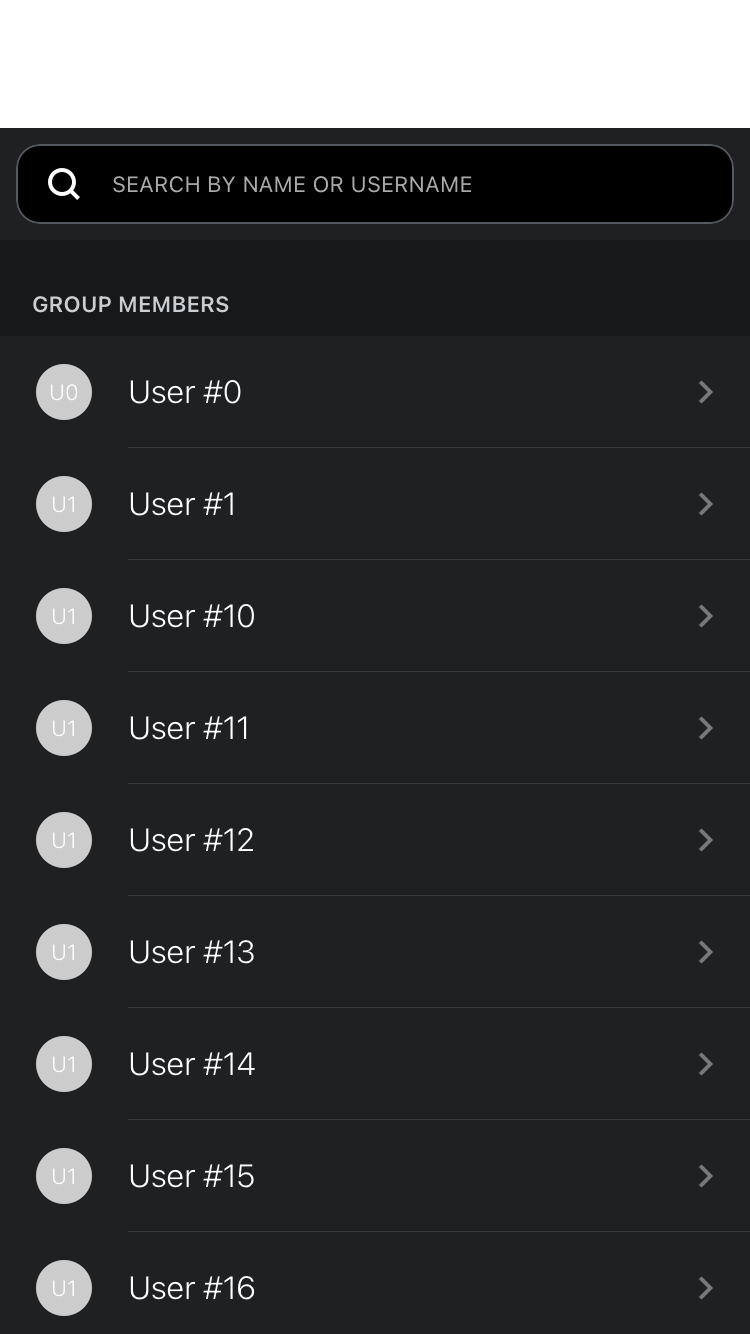 SEARCH BY NAME OR USERNAME
GROUP MEMBERS
U0 User #0
U1 User #1
U1 User #10
U1 User #11
U1 User #12
U1 User #13
U1 User #14
U1 User #15
U1 User #16